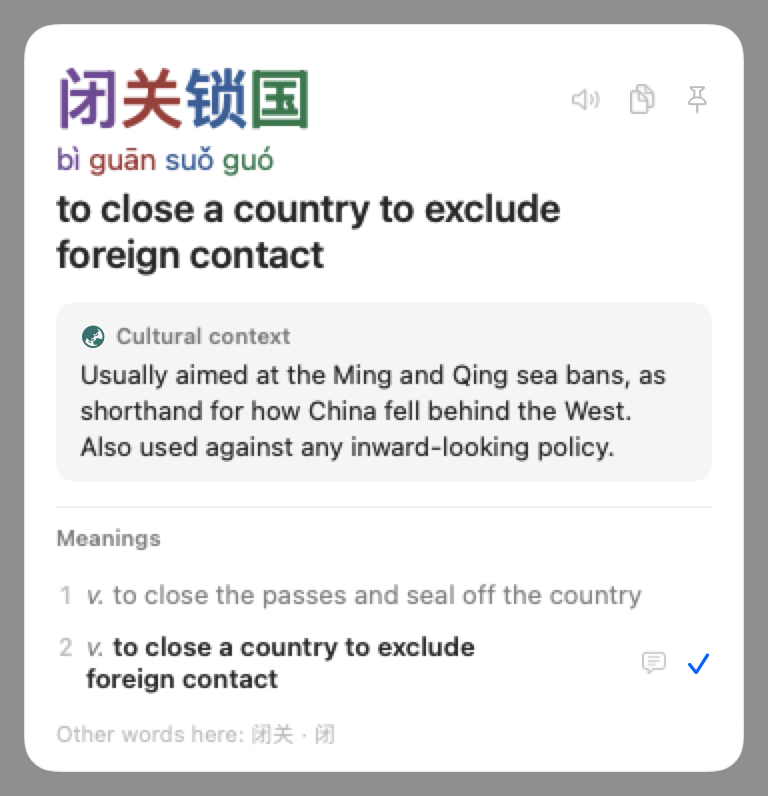 闭关锁国
bì guān suǒ guó
to close a country to exclude
foreign contact
Cultural context
Usually aimed at the Ming and Qing sea bans, as
shorthand for how China fell behind the West.
Also used against any inward-looking policy.
Meanings
1 v. to close the passes and seal off the country
2 v. to close a country to exclude
foreign contact
Other words here: 闭关 · 闭